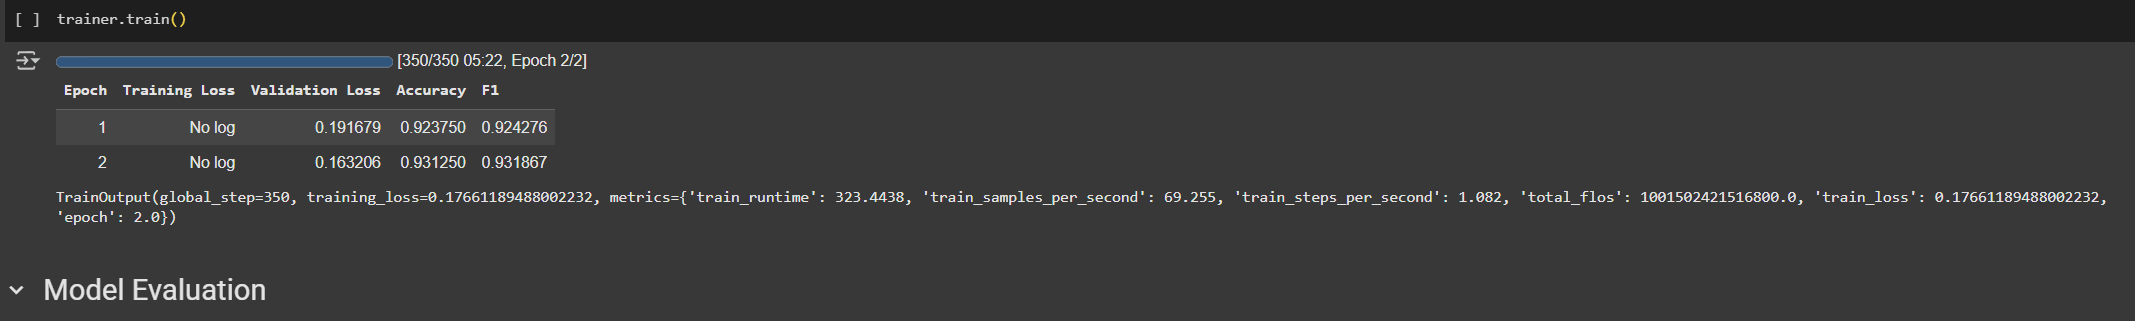 [ ] trainer.train()
[350/350 05:22, Epoch 2/2]
Epoch Training Loss Validation Loss Accuracy F1
1 No log 0.191679 0.923750 0.924276
2 No log 0.163206 0.931250 0.931867
TrainOutput(global_step=350, training_loss=0.17661189488002232, metrics={'train_runtime': 323.4438, 'train_samples_per_second': 69.255, 'train_steps_per_second': 1.082, 'total_flos': 1001502421516800.0, 'train_loss': 0.17661189488002232,
'epoch': 2.0})
Model Evaluation